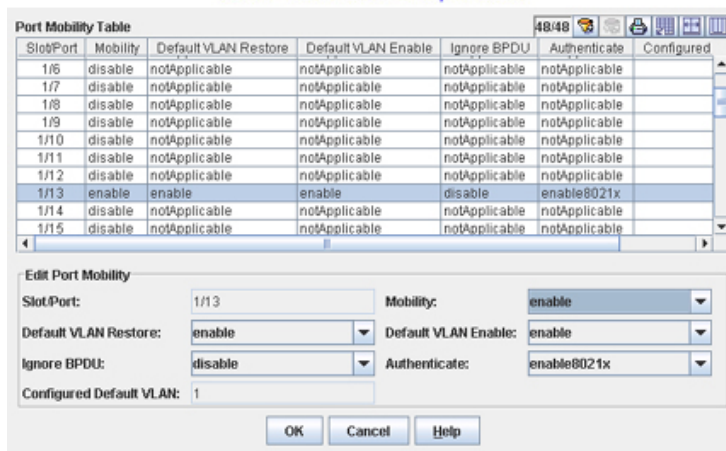 Port Mobility Table 48/48
Slot/Port Mobility Default VLAN Restore Default VLAN Enable Ignore BPDU Authenticate Configured
1/6 disable notApplicable notApplicable notApplicable notApplicable
1/7 disable notApplicable notApplicable notApplicable notApplicable
1/8 disable notApplicable notApplicable notApplicable notApplicable
1/9 disable notApplicable notApplicable notApplicable notApplicable
1/10 disable notApplicable notApplicable notApplicable notApplicable
1/11 disable notApplicable notApplicable notApplicable notApplicable
1/12 disable notApplicable notApplicable notApplicable notApplicable
1/13 enable enable enable disable enable8021x
1/14 disable notApplicable notApplicable notApplicable notApplicable
1/15 disable notApplicable notApplicable notApplicable notApplicable
Edit Port Mobility
Slot/Port: 1/13 Mobility: enable
Default VLAN Restore: enable Default VLAN Enable: enable
Ignore BPDU: disable Authenticate: enable8021x
Configured Default VLAN: 1
OK Cancel Help